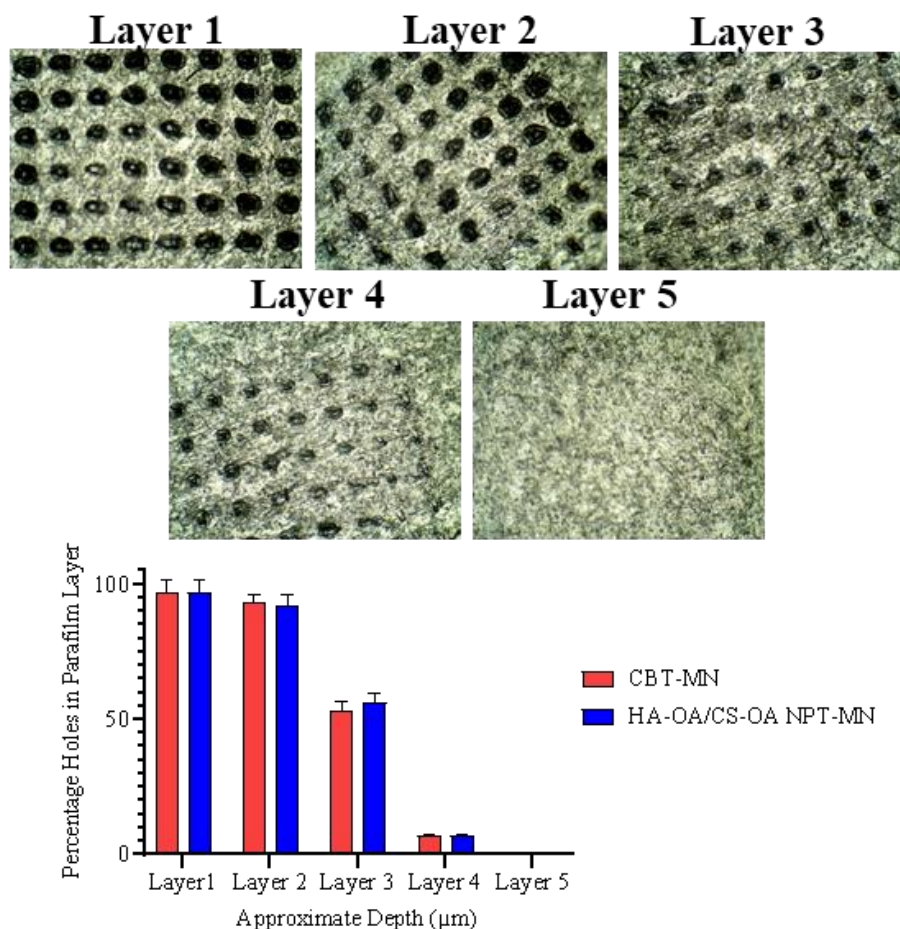 Layer 1
Layer 2
Layer 3
Layer 4
Layer 5
Percentage Holes in Parafilm Layer
100
50
0
Layer1
Layer 2
Layer 3
Layer 4
Layer 5
Approximate Depth (μm)
CBT-MN
HA-OA/CS-OA NPT-MN